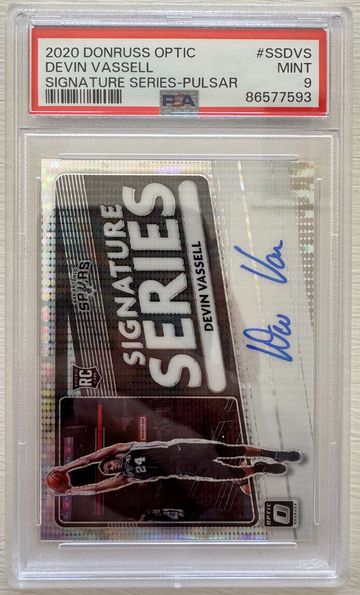 2020 DONRUSS OPTIC #SSDVS
DEVIN VASSELL MINT
SIGNATURE SERIES-PULSAR 9
PSA 86577593
SIGNATURE
SERIES
DEVIN VASSELL
SPURS
RC
24
OPTIC